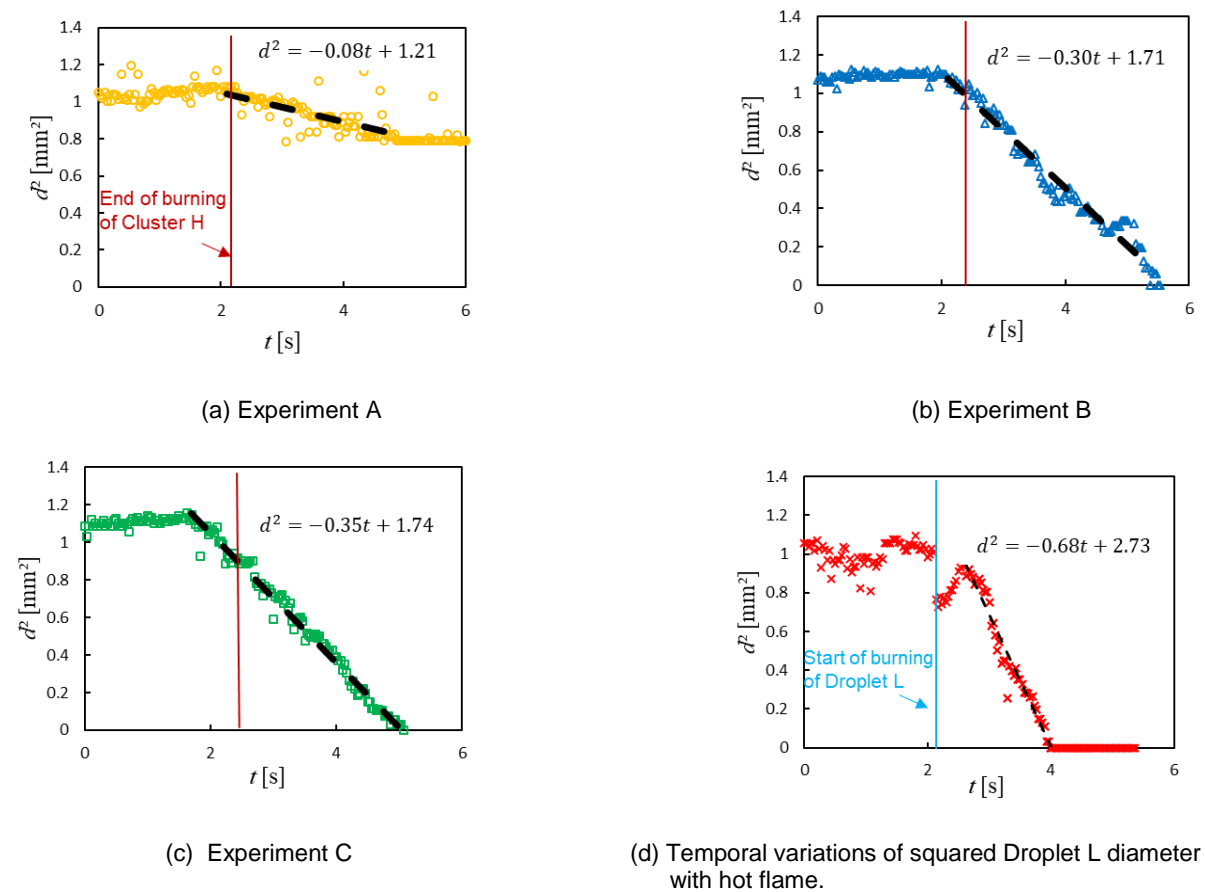 1.4
1.2
1
0.8
0.6
0.4
0.2
0
d² [mm²]
d² = −0.08t + 1.21
End of burning
of Cluster H
0 2 4 6
t [s]
(a) Experiment A
1.4
1.2
1
0.8
0.6
0.4
0.2
0
d² [mm²]
d² = −0.30t + 1.71
0 2 4 6
t [s]
(b) Experiment B
1.4
1.2
1
0.8
0.6
0.4
0.2
0
d² [mm²]
d² = −0.35t + 1.74
0 2 4 6
t [s]
(c) Experiment C
1.4
1.2
1
0.8
0.6
0.4
0.2
0
d² [mm²]
d² = −0.68t + 2.73
Start of burning
of Droplet L
0 2 4 6
t [s]
(d) Temporal variations of squared Droplet L diameter
with hot flame.